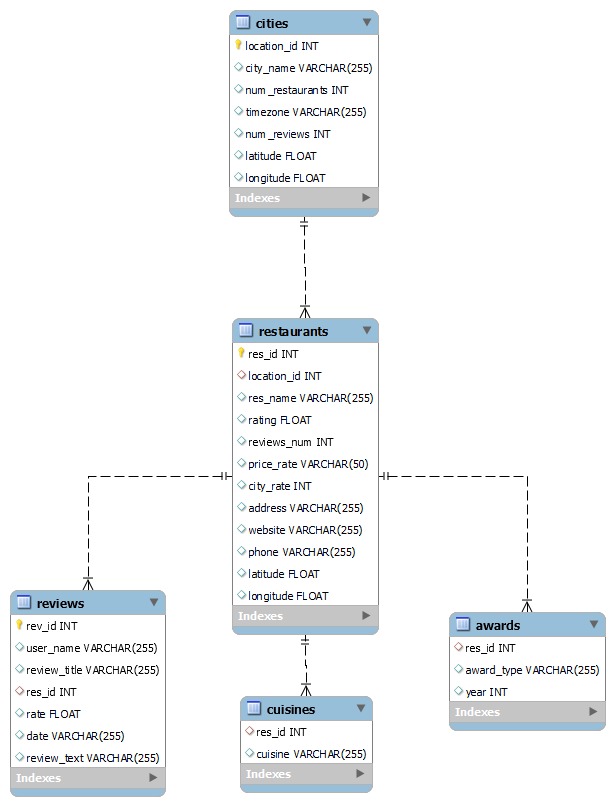 cities
location_id INT
city_name VARCHAR(255)
num_restaurants INT
timezone VARCHAR(255)
num_reviews INT
latitude FLOAT
longitude FLOAT
Indexes
restaurants
res_id INT
location_id INT
res_name VARCHAR(255)
rating FLOAT
reviews_num INT
price_rate VARCHAR(50)
city_rate INT
address VARCHAR(255)
website VARCHAR(255)
phone VARCHAR(255)
latitude FLOAT
longitude FLOAT
Indexes
reviews
rev_id INT
user_name VARCHAR(255)
review_title VARCHAR(255)
res_id INT
rate FLOAT
date VARCHAR(255)
review_text VARCHAR(255)
Indexes
cuisines
res_id INT
cuisine VARCHAR(255)
Indexes
awards
res_id INT
award_type VARCHAR(255)
year INT
Indexes